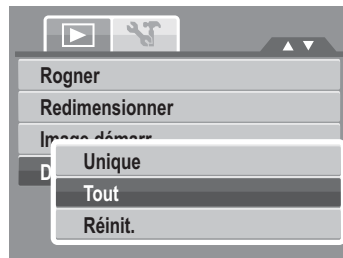 Rogner
Redimensionner
Image démarr
D
Unique
Tout
Réinit.